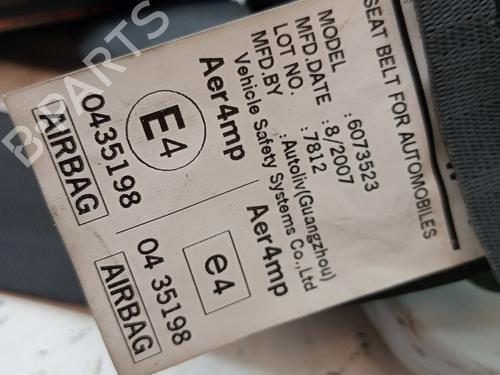 SEAT BELT FOR AUTOMOBILES
MODEL :6073523
MFD.DATE :8/2007
LOT NO. :7812
MFD.BY :Autoliv(Guangzhou)
Vehicle Safety Systems Co.,Ltd
Aer4mp
E4
0435198
AIRBAG
Aer4mp
e4
04 35198
AIRBAG
B-PARTS